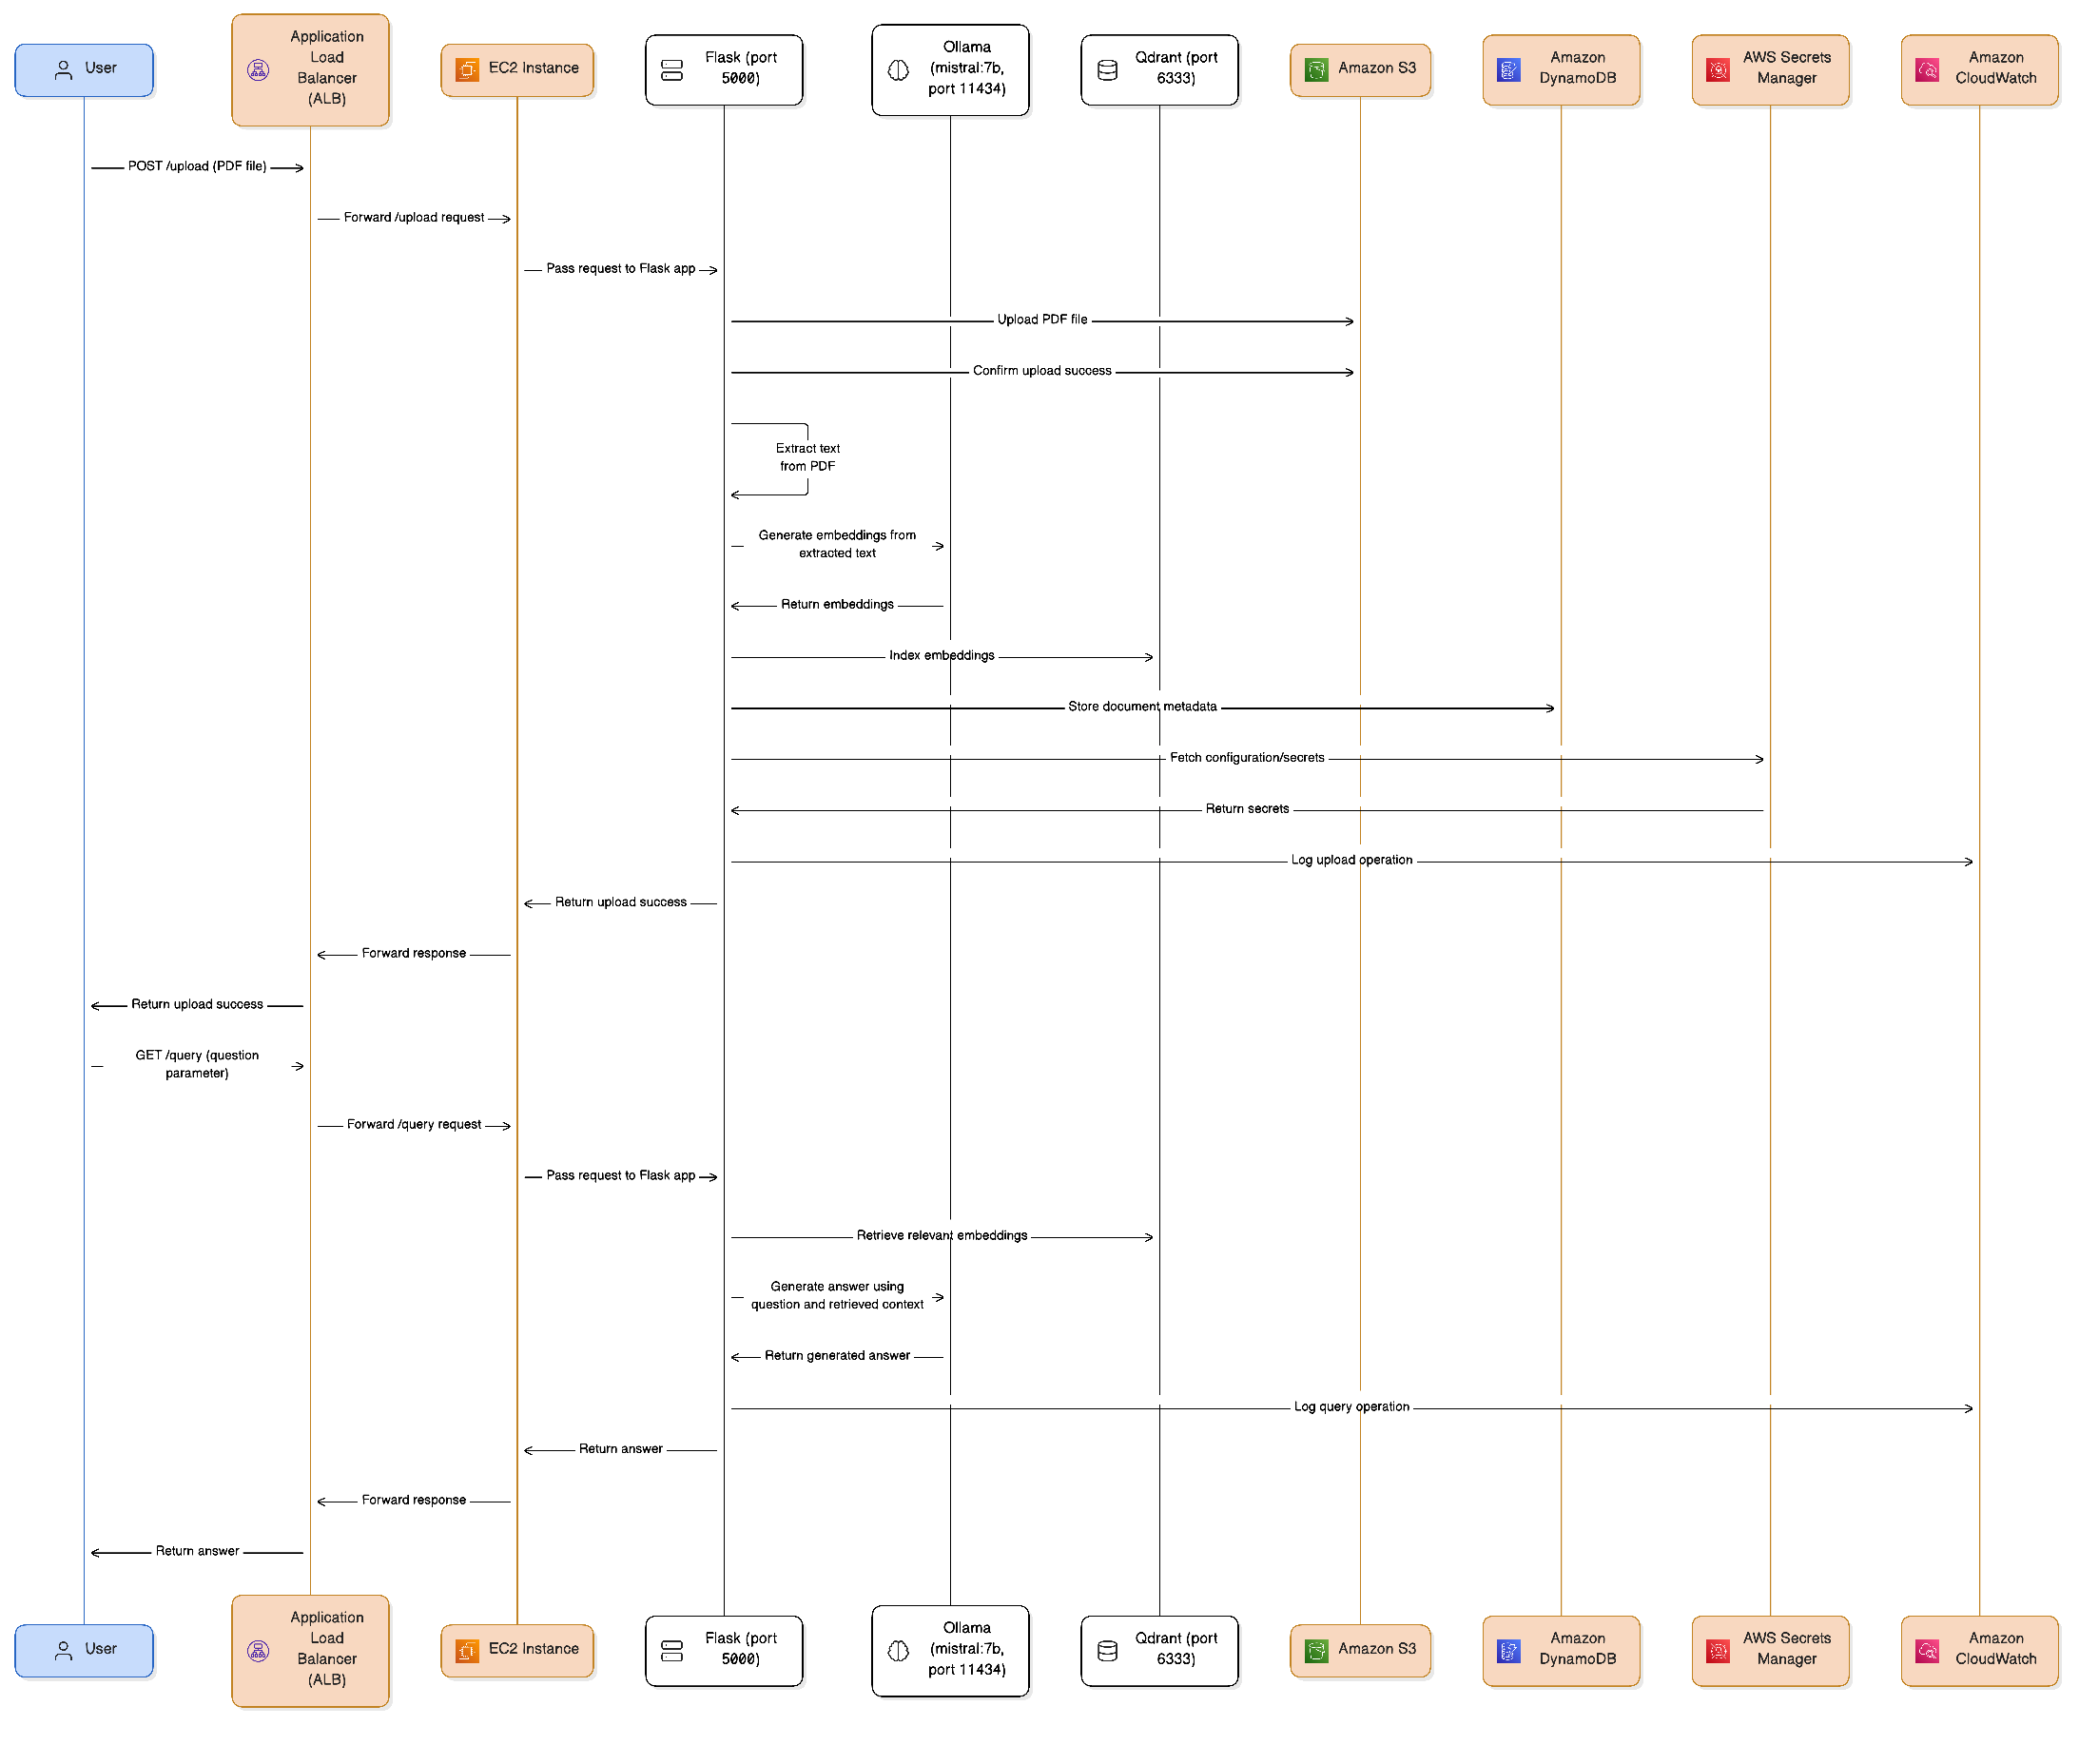 User
Application
Load
Balancer
(ALB)
EC2 Instance
Flask (port
5000)
Ollama
(mistral:7b,
port 11434)
Qdrant (port
6333)
Amazon S3
Amazon
DynamoDB
AWS Secrets
Manager
Amazon
CloudWatch
POST /upload (PDF file)
Forward /upload request
Pass request to Flask app
Upload PDF file
Confirm upload success
Extract text
from PDF
Generate embeddings from
extracted text
Return embeddings
Index embeddings
Store document metadata
Fetch configuration/secrets
Return secrets
Log upload operation
Return upload success
Forward response
Return upload success
GET /query (question
parameter)
Forward /query request
Pass request to Flask app
Retrieve relevant embeddings
Generate answer using
question and retrieved context
Return generated answer
Log query operation
Return answer
Forward response
Return answer
User
Application
Load
Balancer
(ALB)
EC2 Instance
Flask (port
5000)
Ollama
(mistral:7b,
port 11434)
Qdrant (port
6333)
Amazon S3
Amazon
DynamoDB
AWS Secrets
Manager
Amazon
CloudWatch